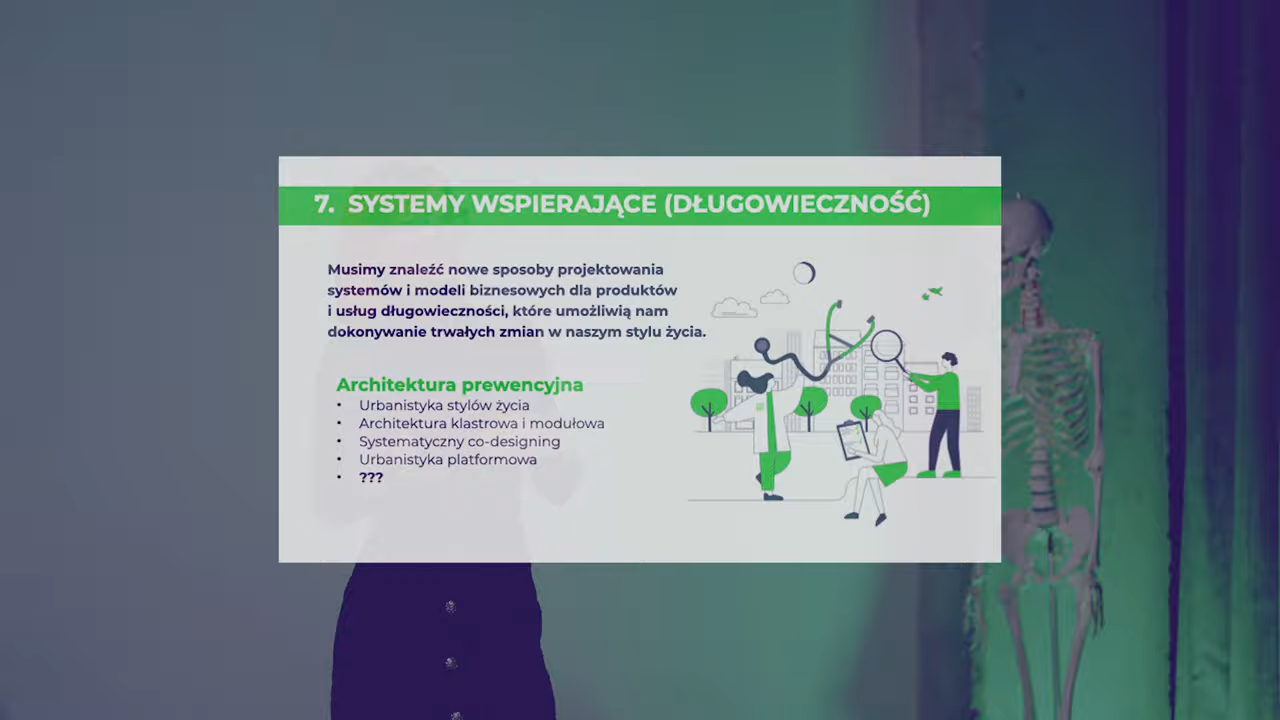 7. SYSTEMY WSPIERAJĄCE (DŁUGOWIECZNOŚĆ)
Musimy znaleźć nowe sposoby projektowania
systemów i modeli biznesowych dla produktów
i usług długowieczności, które umożliwią nam
dokonywanie trwałych zmian w naszym stylu życia.
Architektura prewencyjna
• Urbanistyka stylów życia
• Architektura klastrowa i modułowa
• Systematyczny co-designing
• Urbanistyka platformowa
• ???